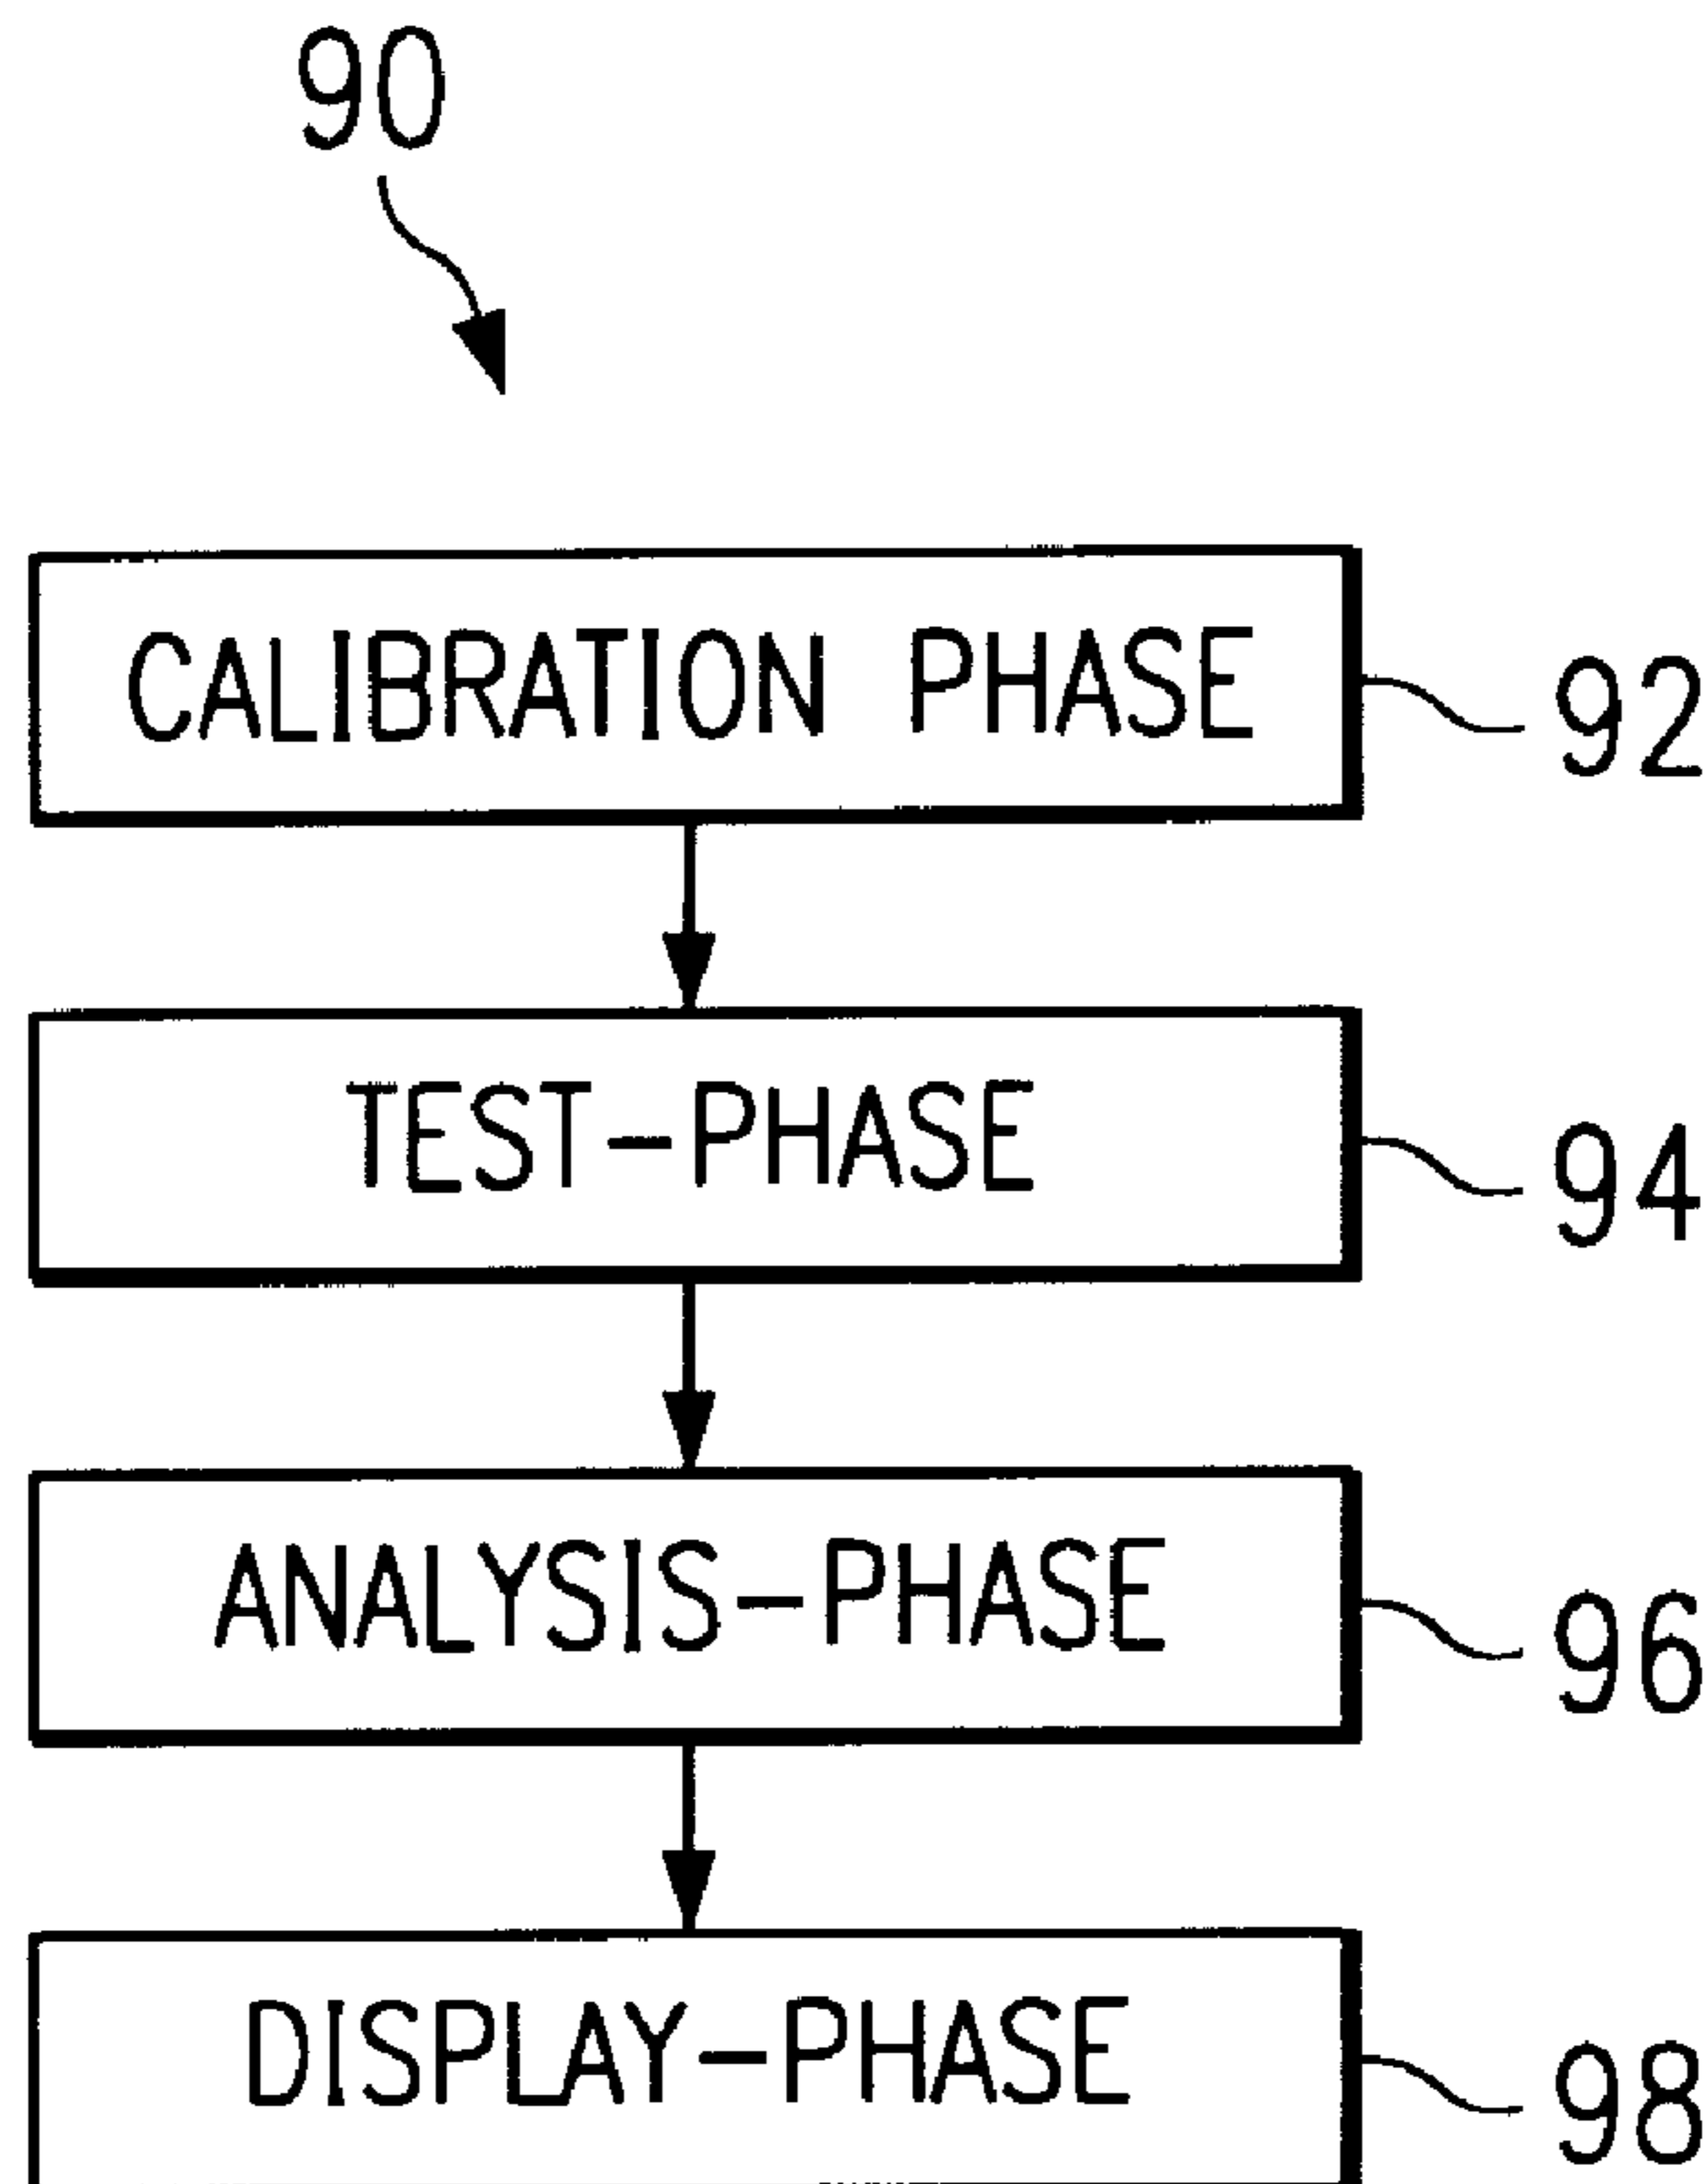 90
CALIBRATION PHASE
92
TEST-PHASE
94
ANALYSIS-PHASE
96
DISPLAY-PHASE
98